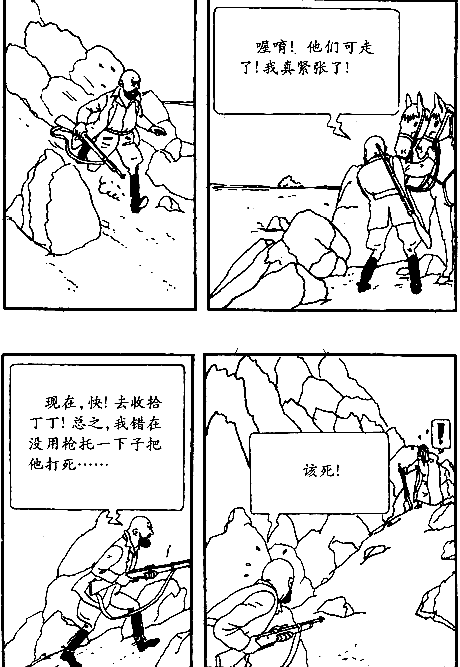 喔唷！他们可走
了！我真紧张了！
现在，快！去收拾
丁丁！总之，我错在
没用枪托一下子把
他打死……
该死！
！